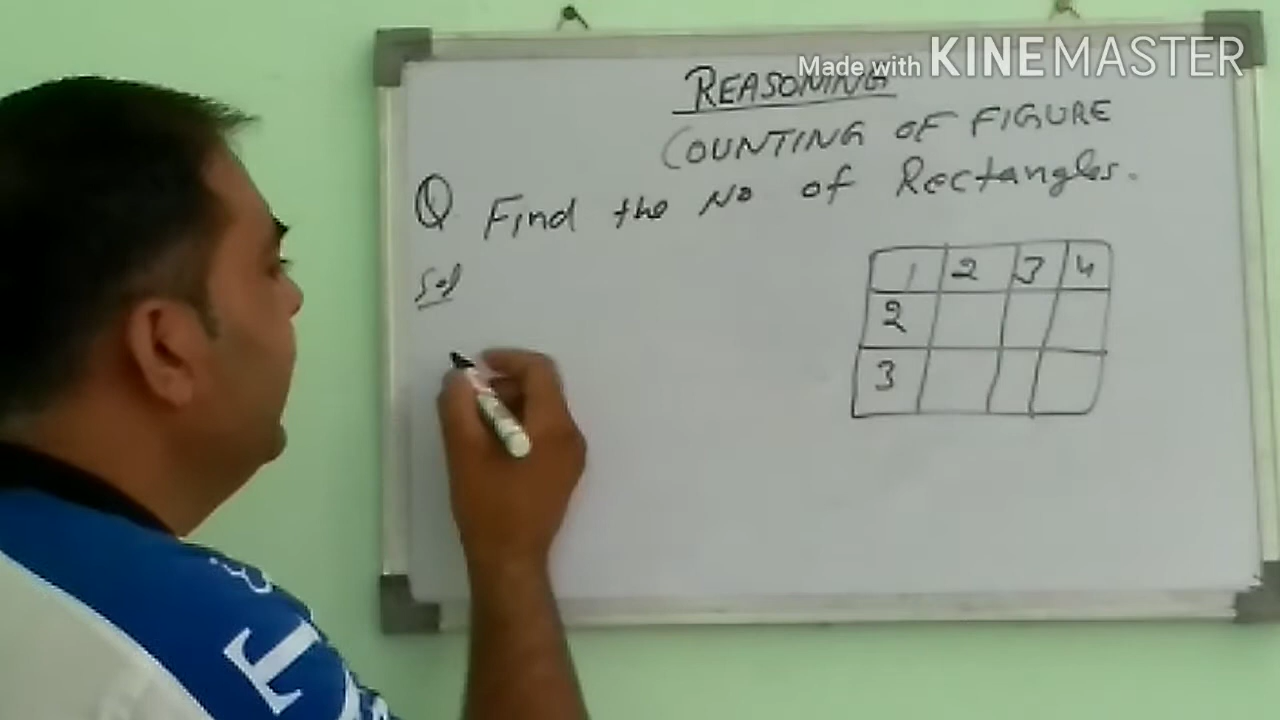 Made with KINEMASTER
REASONING
COUNTING OF FIGURE
Q Find the No of Rectangles.
Sol
1 2 3 4
2
3
T